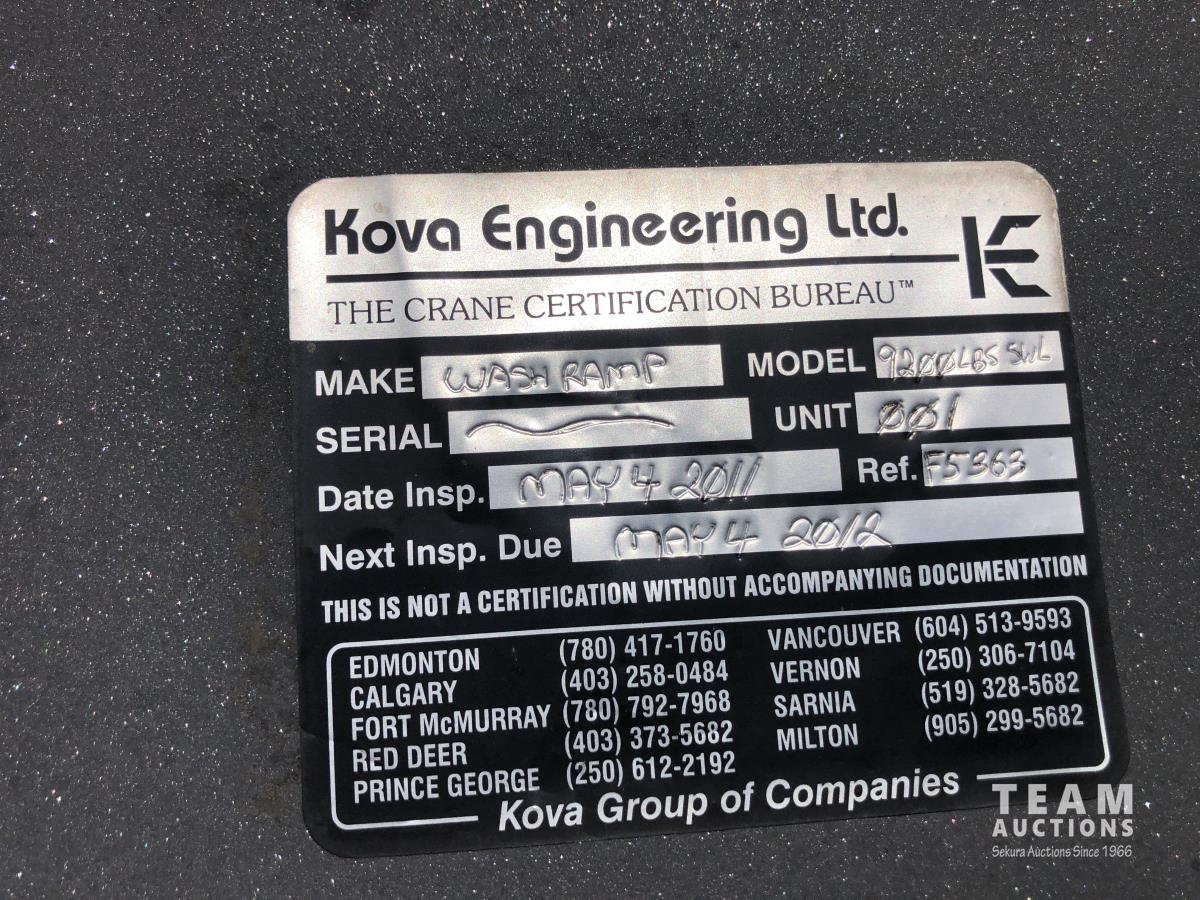 Kova Engineering Ltd.
THE CRANE CERTIFICATION BUREAU™
MAKE WASH RAMP MODEL 9200LBS SWL
SERIAL UNIT 001
Date Insp. MAY 4 2011 Ref. F5363
Next Insp. Due MAY 4 2012
THIS IS NOT A CERTIFICATION WITHOUT ACCOMPANYING DOCUMENTATION
EDMONTON (780) 417-1760 VANCOUVER (604) 513-9593
CALGARY (403) 258-0484 VERNON (250) 306-7104
FORT McMURRAY (780) 792-7968 SARNIA (519) 328-5682
RED DEER (403) 373-5682 MILTON (905) 299-5682
PRINCE GEORGE (250) 612-2192
Kova Group of Companies
TEAM
AUCTIONS
Sekura Auctions Since 1966